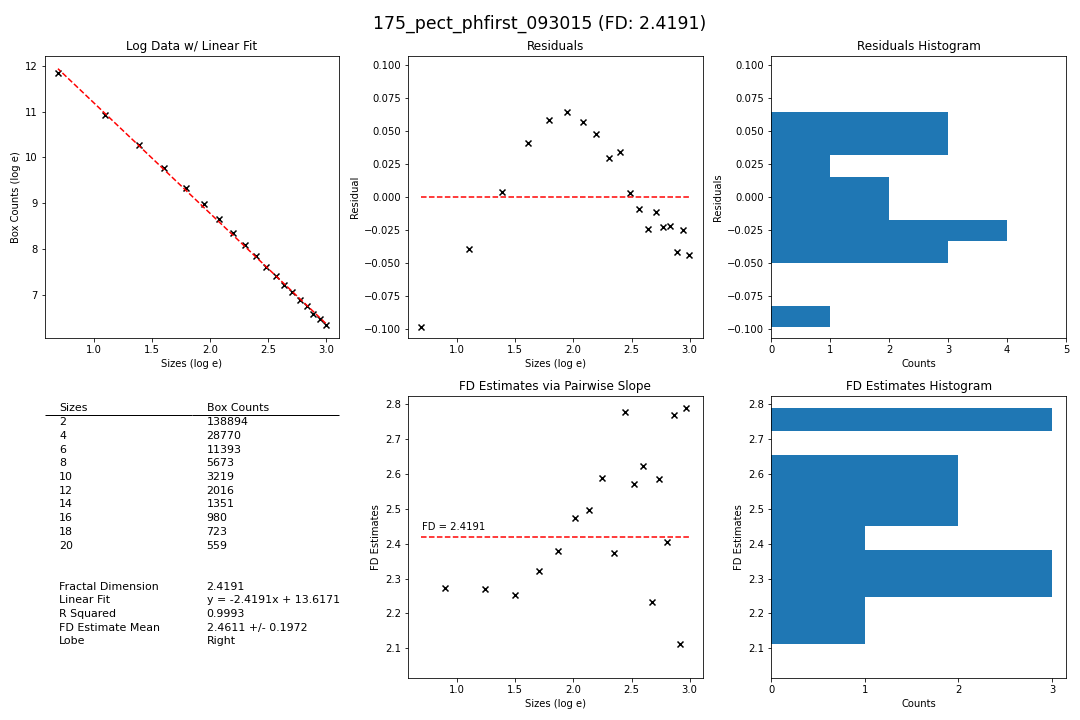 175_pect_phfirst_093015 (FD: 2.4191)
Log Data w/ Linear Fit
12
11
10
9
8
7
Box Counts (log e)
1.0 1.5 2.0 2.5 3.0
Sizes (log e)
Residuals
0.100
0.075
0.050
0.025
0.000
−0.025
−0.050
−0.075
−0.100
Residual
1.0 1.5 2.0 2.5 3.0
Sizes (log e)
Residuals Histogram
0.100
0.075
0.050
0.025
0.000
−0.025
−0.050
−0.075
−0.100
Residuals
0 1 2 3 4 5
Counts
Sizes Box Counts
2 138894
4 28770
6 11393
8 5673
10 3219
12 2016
14 1351
16 980
18 723
20 559
Fractal Dimension 2.4191
Linear Fit y = -2.4191x + 13.6171
R Squared 0.9993
FD Estimate Mean 2.4611 +/- 0.1972
Lobe Right
FD Estimates via Pairwise Slope
2.8
2.7
2.6
2.5
2.4
2.3
2.2
2.1
FD Estimates
FD = 2.4191
1.0 1.5 2.0 2.5 3.0
Sizes (log e)
FD Estimates Histogram
2.8
2.7
2.6
2.5
2.4
2.3
2.2
2.1
FD Estimates
0 1 2 3
Counts